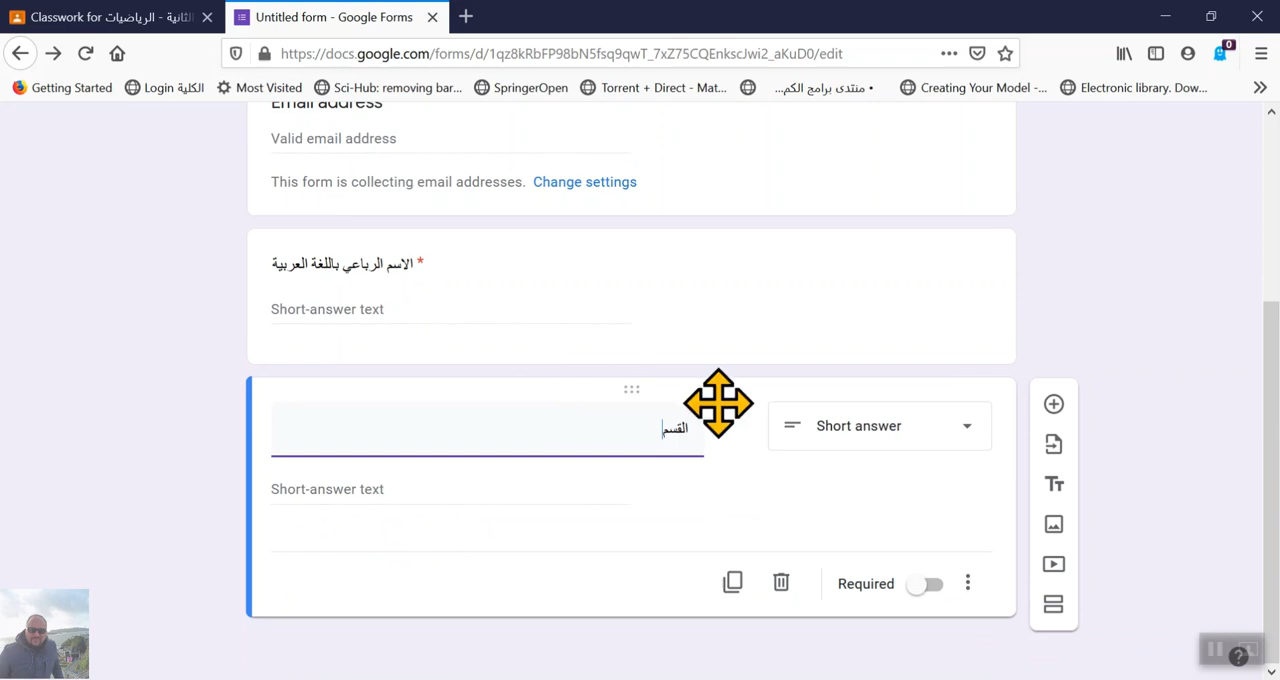 Classwork for الثانية - الرياضيات
Untitled form - Google Forms
https://docs.google.com/forms/d/1qz8kRbFP98bN5fsq9qwT_7xZ75CQEnkscJwi2_aKuD0/edit
0
Getting Started
Login الكلية
Most Visited
Sci-Hub: removing bar...
SpringerOpen
Torrent + Direct - Mat...
منتدى برامج الكم...
Creating Your Model -...
Electronic library. Dow...
Email address
Valid email address
This form is collecting email addresses. Change settings
الاسم الرباعي باللغة العربية *
Short-answer text
القسم
Short answer
Short-answer text
Required